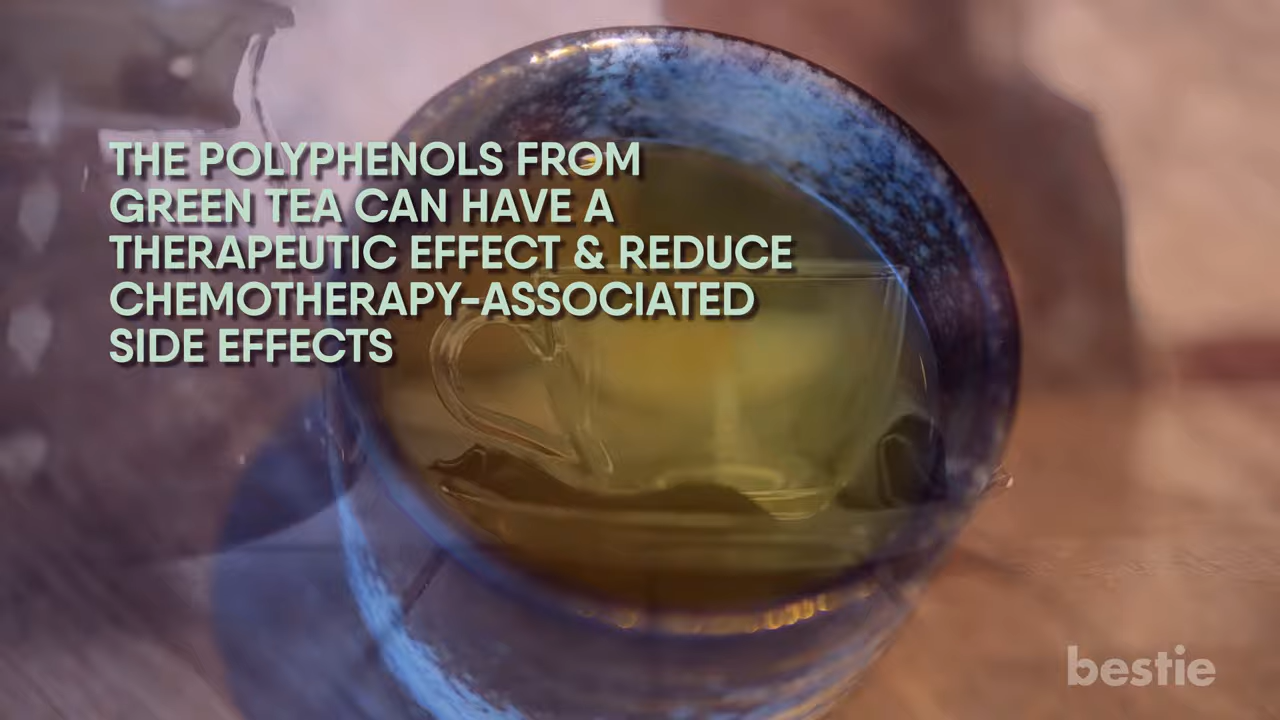 THE POLYPHENOLS FROM
GREEN TEA CAN HAVE A
THERAPEUTIC EFFECT & REDUCE
CHEMOTHERAPY-ASSOCIATED
SIDE EFFECTS
bestie